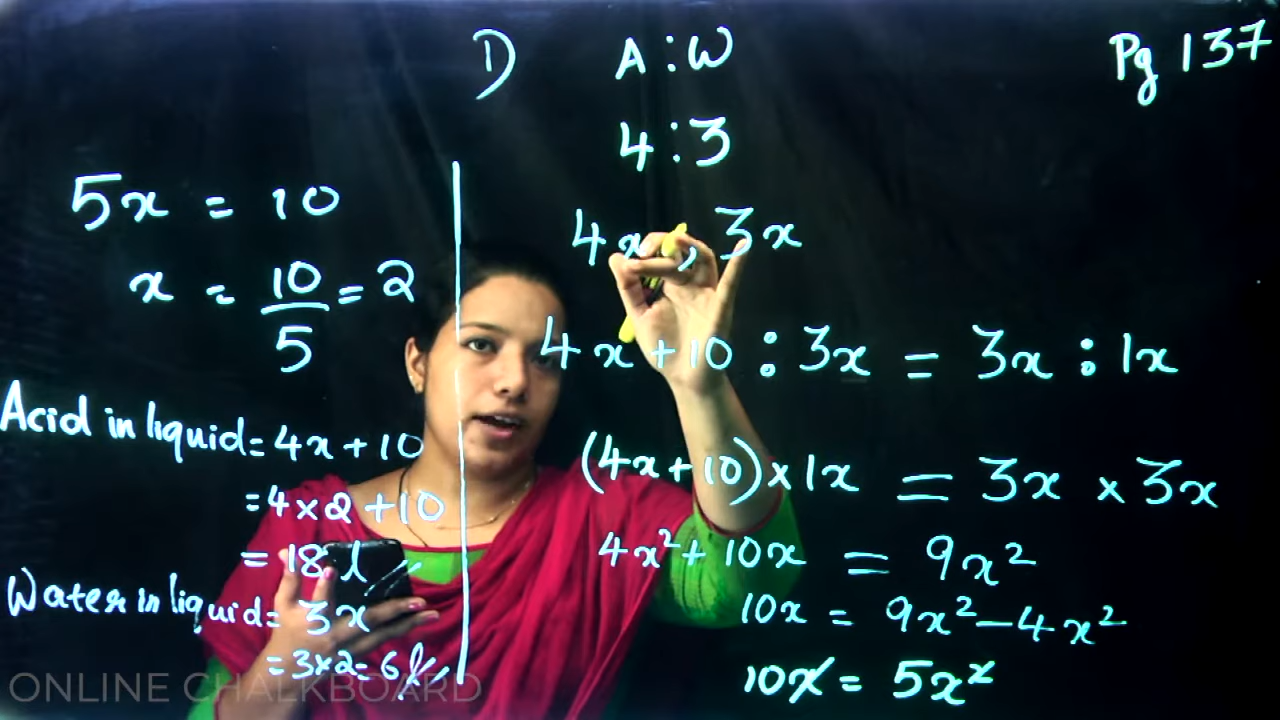 D A : W Pg 137
4 : 3
4x, 3x
4x + 10 : 3x = 3x : 1x
(4x + 10) × 1x = 3x × 3x
4x² + 10x = 9x²
10x = 9x² - 4x²
10x = 5x²
5x = 10
x = 10/5 = 2
Acid in liquid = 4x + 10
= 4 × 2 + 10
= 18 l
Water in liquid = 3x
= 3×2 = 6 l
ONLINE CHALKBOARD